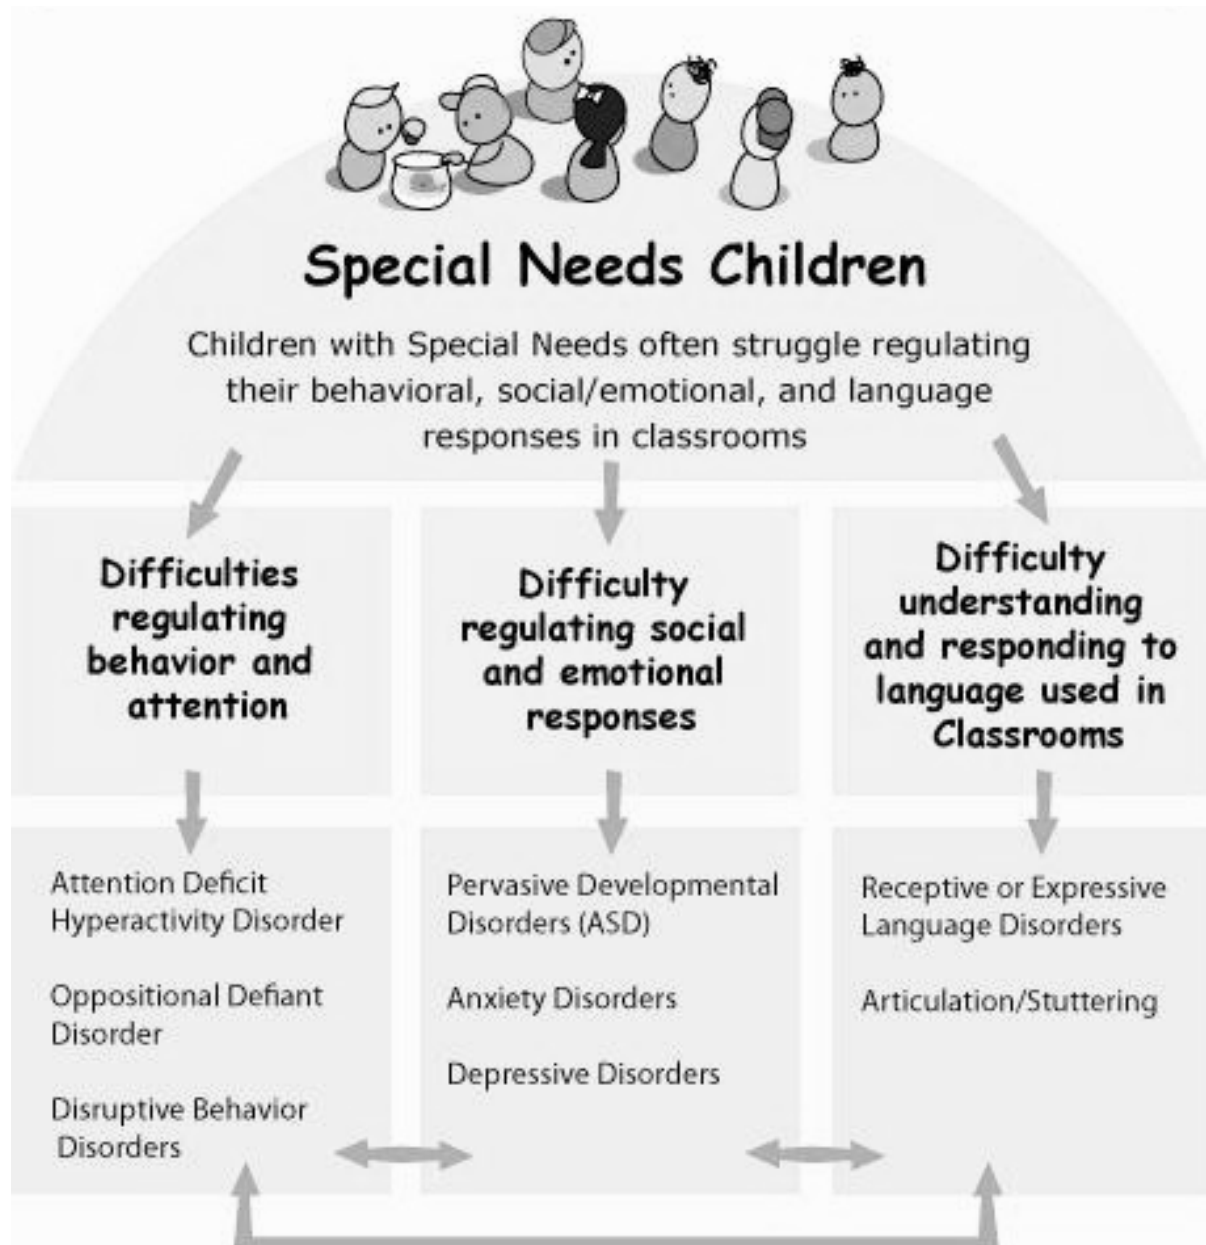 Special Needs Children
Children with Special Needs often struggle regulating
their behavioral, social/emotional, and language
responses in classrooms
Difficulties
regulating
behavior and
attention
Difficulty
regulating social
and emotional
responses
Difficulty
understanding
and responding to
language used in
Classrooms
Attention Deficit
Hyperactivity Disorder
Oppositional Defiant
Disorder
Disruptive Behavior
Disorders
Pervasive Developmental
Disorders (ASD)
Anxiety Disorders
Depressive Disorders
Receptive or Expressive
Language Disorders
Articulation/Stuttering